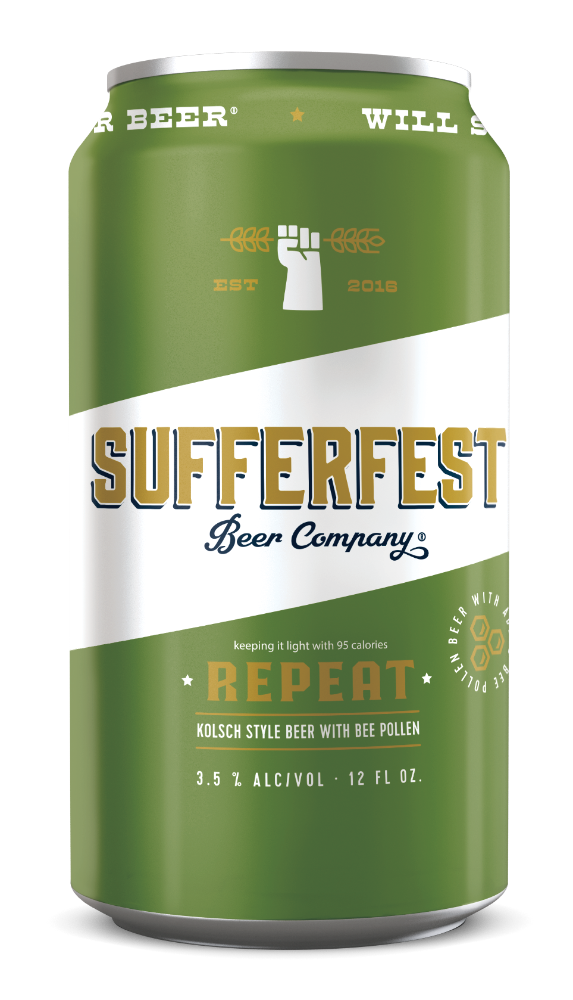 BEER®
WILL
EST 2016
SUFFERFEST
Beer Company®
keeping it light with 95 calories
REPEAT
KOLSCH STYLE BEER WITH BEE POLLEN
3.5 % ALC/VOL · 12 FL OZ.
BEER WITH
BEE POLLEN